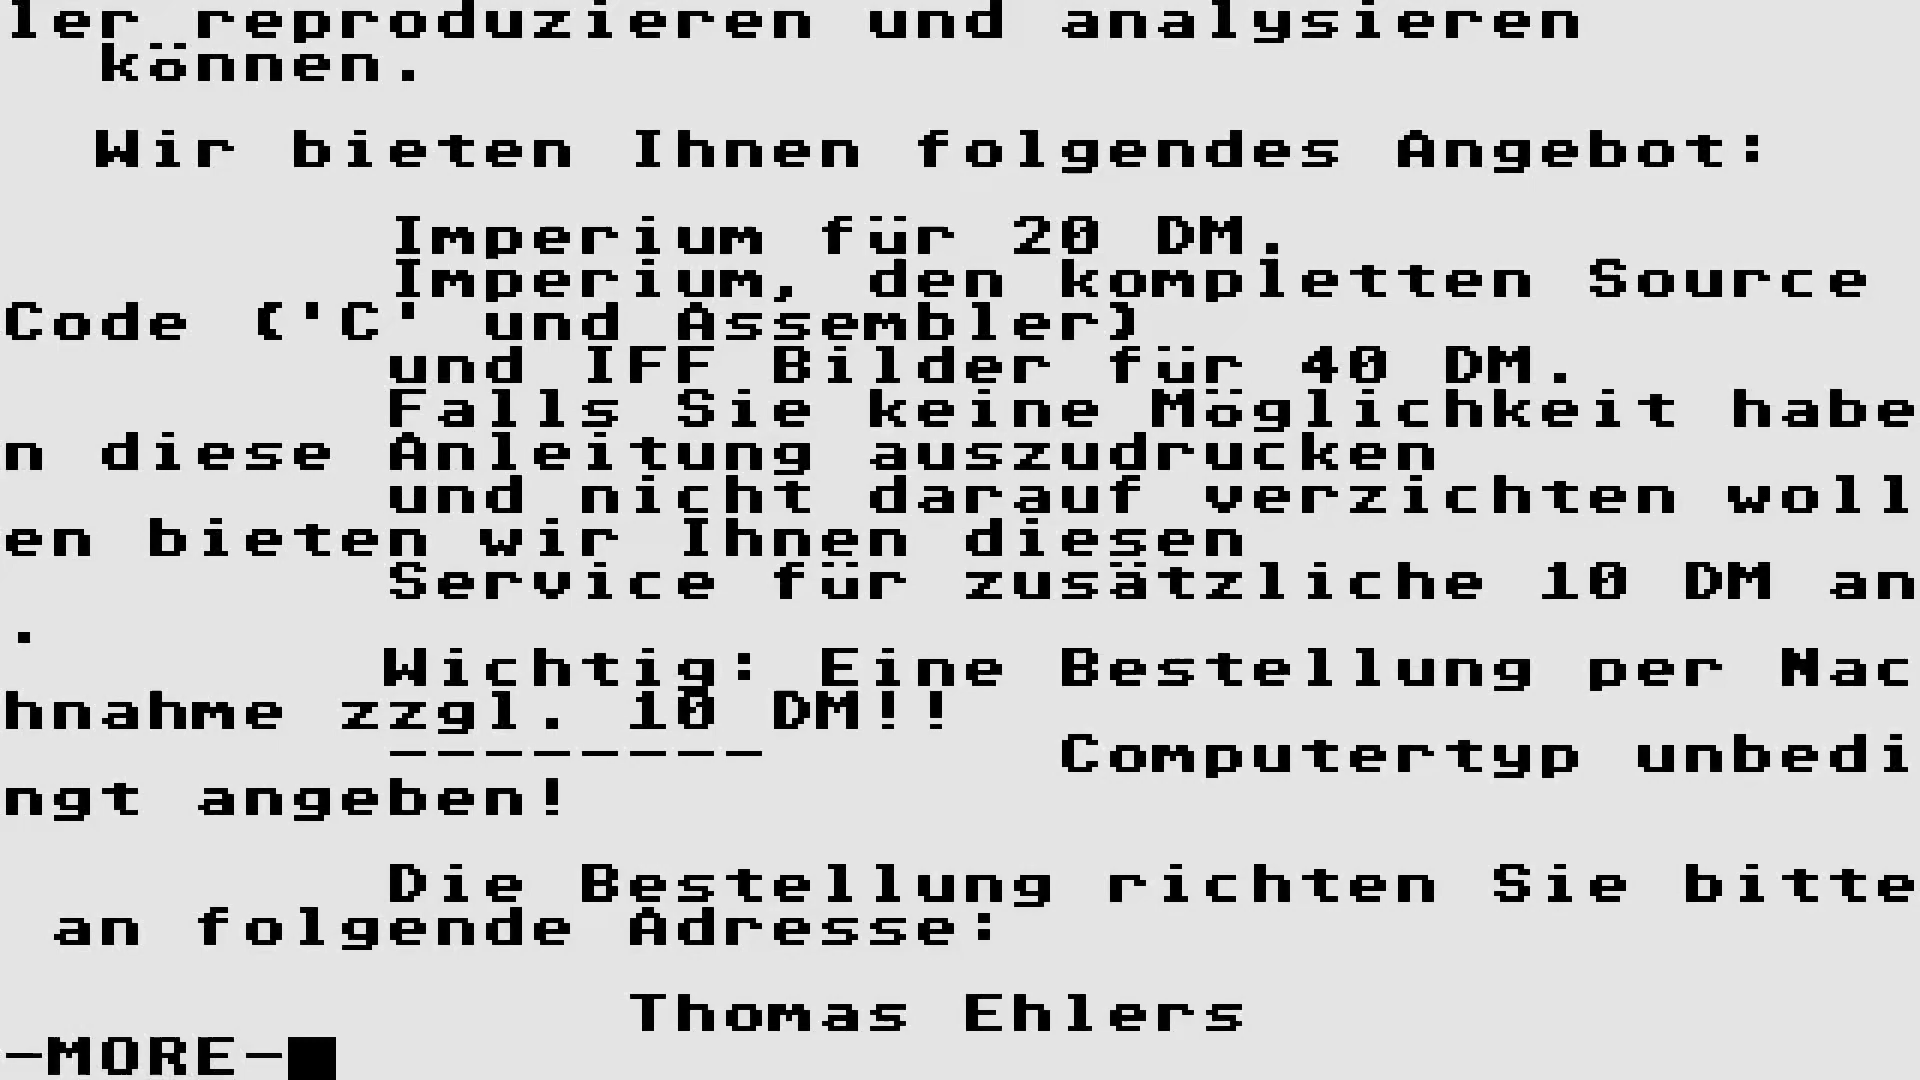 ler reproduzieren und analysieren
können.
Wir bieten Ihnen folgendes Angebot:
Imperium für 20 DM.
Imperium, den kompletten Source
Code ('C' und Assembler)
und IFF Bilder für 40 DM.
Falls Sie keine Möglichkeit habe
n diese Anleitung auszudrucken
und nicht darauf verzichten woll
en bieten wir Ihnen diesen
Service für zusätzliche 10 DM an
.
Wichtig: Eine Bestellung per Nac
hnahme zzgl. 10 DM!!
-------- Computertyp unbedi
ngt angeben!
Die Bestellung richten Sie bitte
an folgende Adresse:
Thomas Ehlers
-MORE-